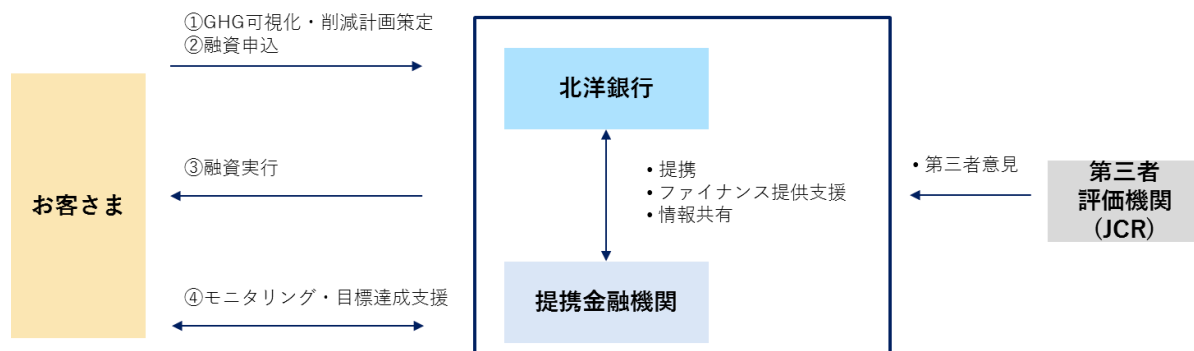 ①GHG可視化・削減計画策定
②融資申込
お客さま
③融資実行
④モニタリング・目標達成支援
北洋銀行
• 提携
• ファイナンス提供支援
• 情報共有
提携金融機関
• 第三者意見
第三者
評価機関
(JCR)